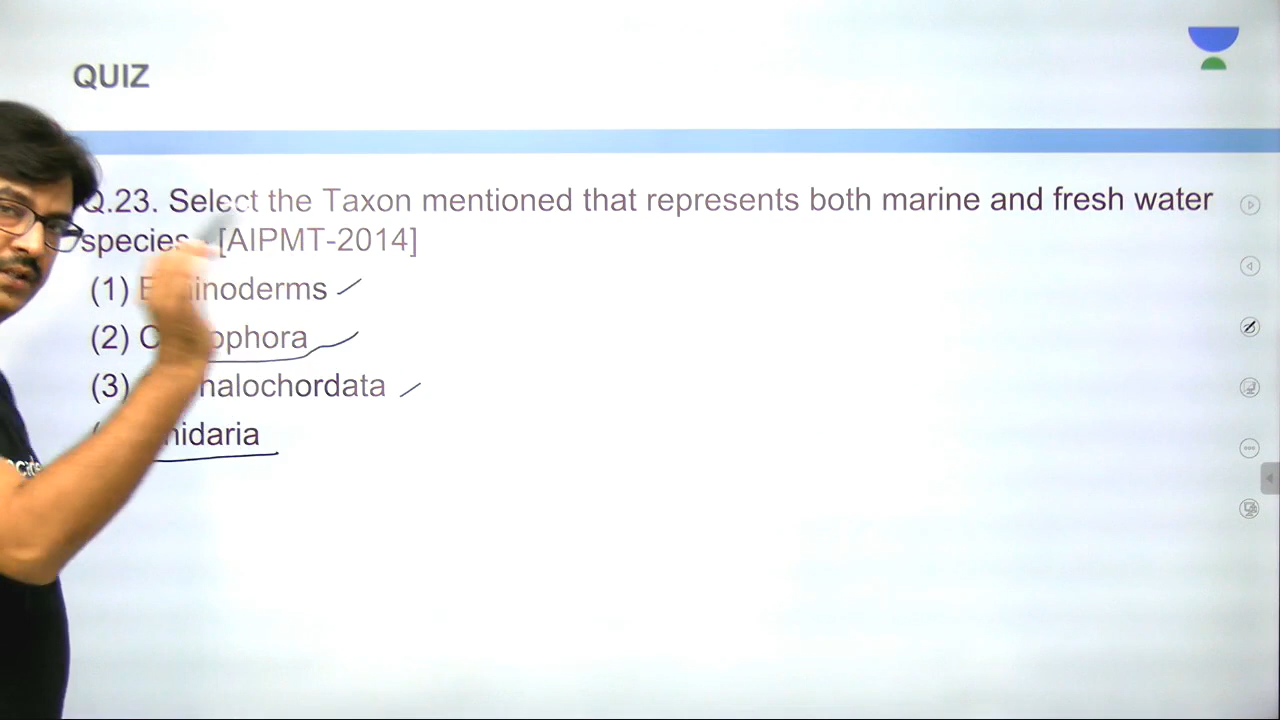 QUIZ
Q.23. Select the Taxon mentioned that represents both marine and fresh water
species [AIPMT-2014]
(1)
(2)
(3)